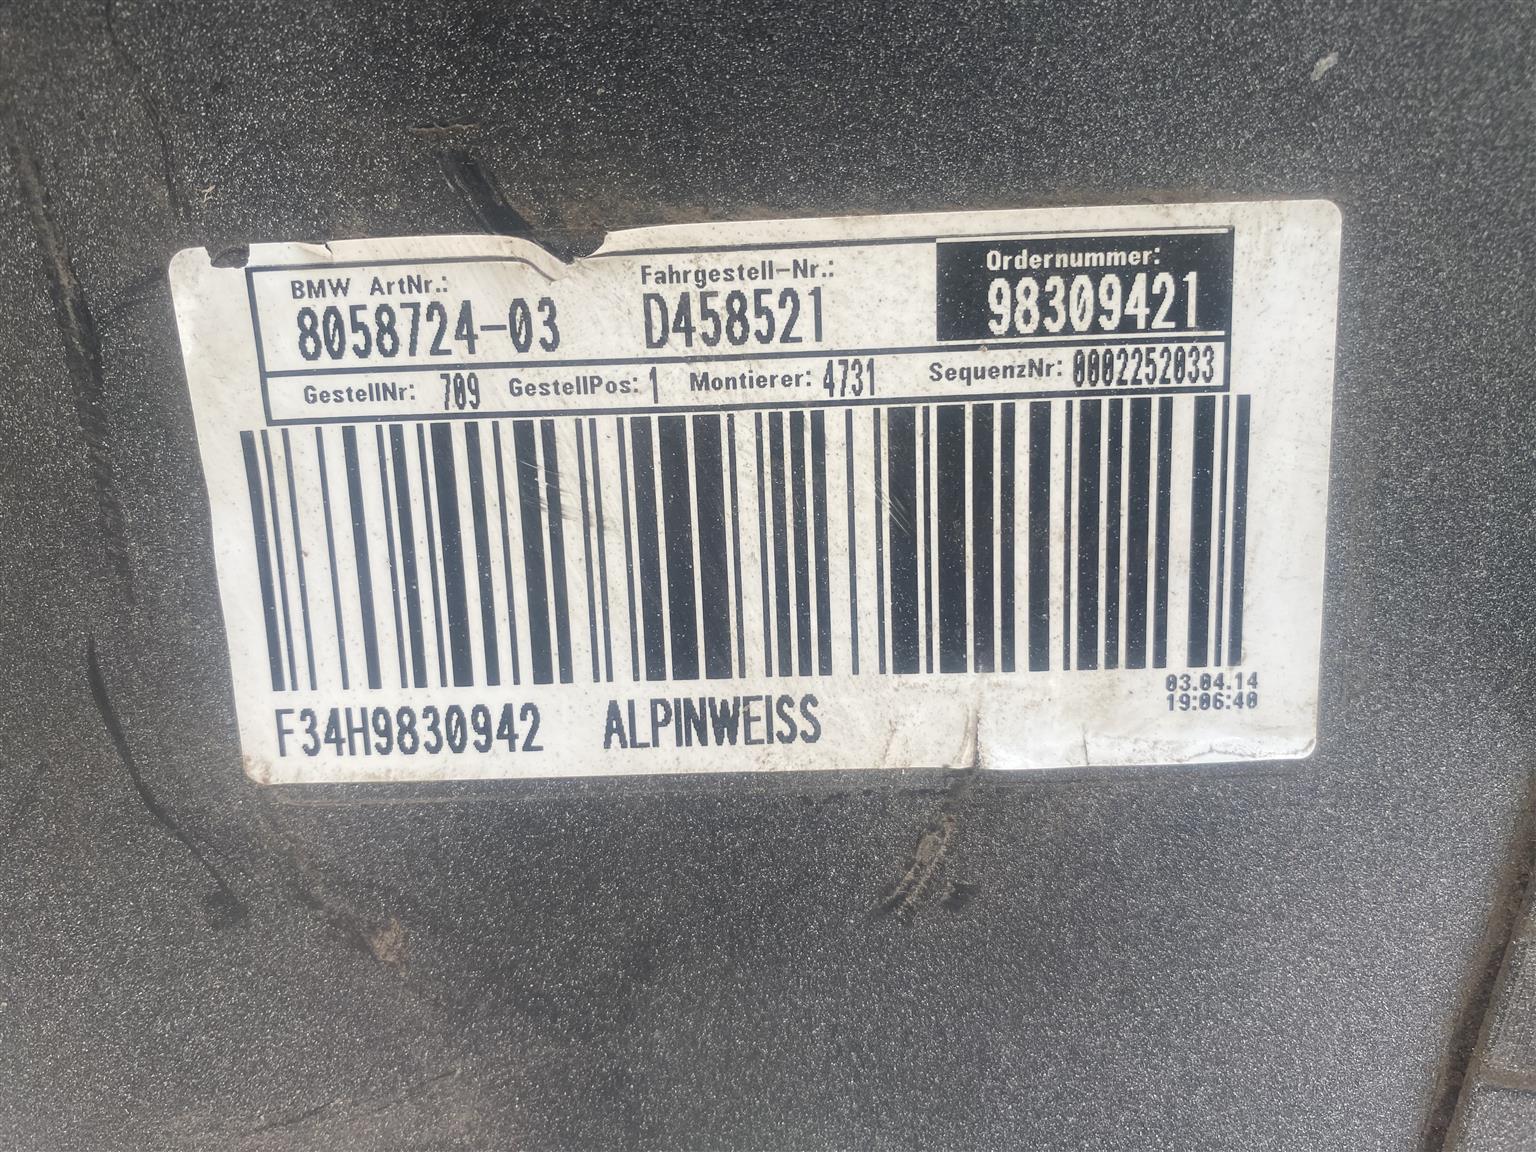 BMW ArtNr.: Fahrgestell-Nr.: Ordernummer:
8058724-03 D458521 98309421
GestellNr: 709 GestellPos: 1 Montierer: 4731 SequenzNr: 0002252033
F34H9830942 ALPINWEISS
03.04.14
19:06:40